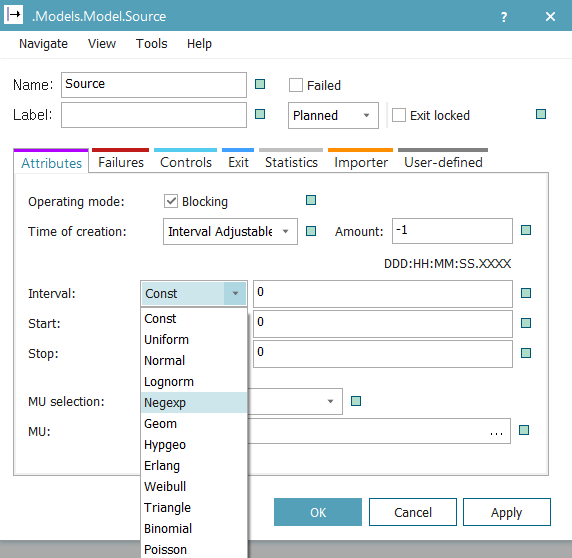 .Models.Model.Source ? ×
Navigate View Tools Help
Name: Source Failed
Label: Planned Exit locked
Attributes Failures Controls Exit Statistics Importer User-defined
Operating mode: Blocking
Time of creation: Interval Adjustable Amount: -1
DDD:HH:MM:SS.XXXX
Interval: Const 0
Const
Start: 0
Uniform
Stop: 0
Normal
Lognorm
MU selection: Negexp
Geom
MU: ...
Hypgeo
Erlang
Weibull
Triangle
Binomial
Poisson
OK Cancel Apply